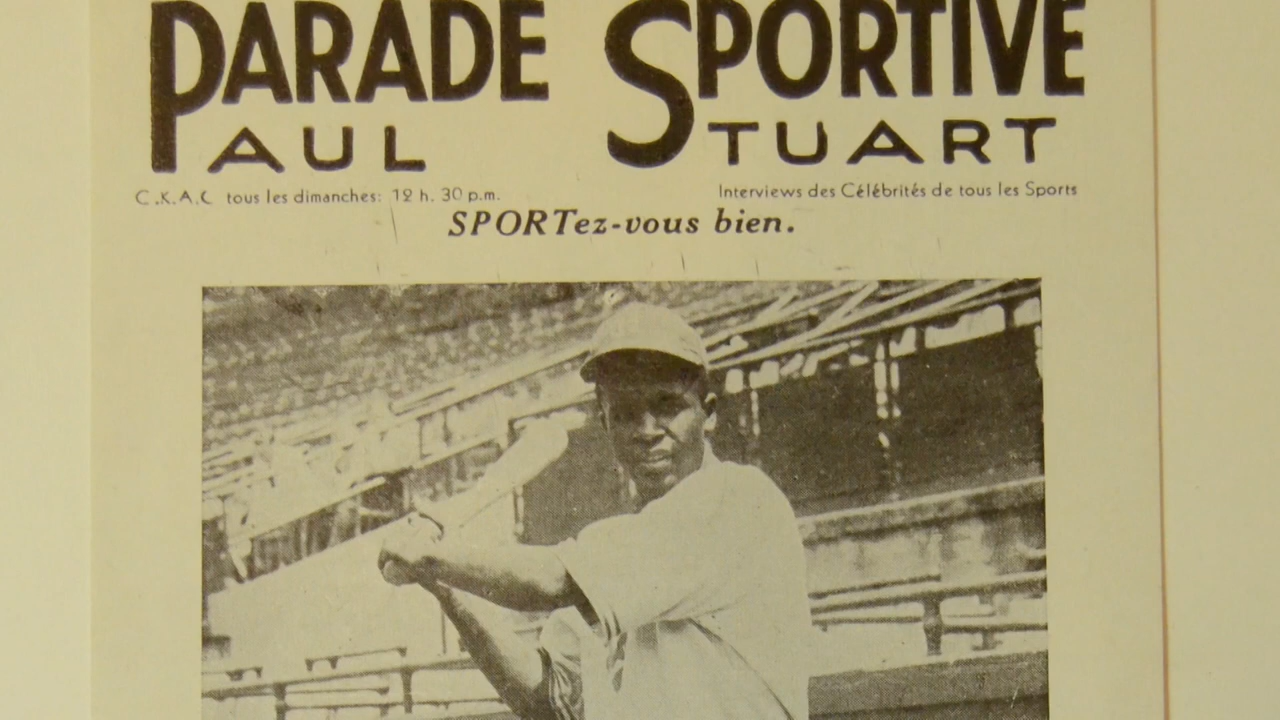 PARADE SPORTIVE
PAUL STUART
C.K.A.C tous les dimanches: 12 h. 30 p.m.
Interviews des Célébrités de tous les Sports
SPORTez-vous bien.